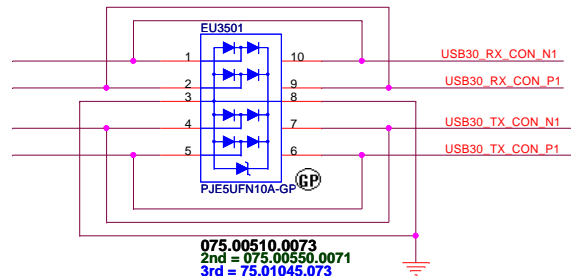 EU3501
1 10 USB30_RX_CON_N1
2 9 USB30_RX_CON_P1
3 8
4 7 USB30_TX_CON_N1
5 6 USB30_TX_CON_P1
PJE5UFN10A-GP GP
075.00510.0073
2nd = 075.00550.0071
3rd = 75.01045.073